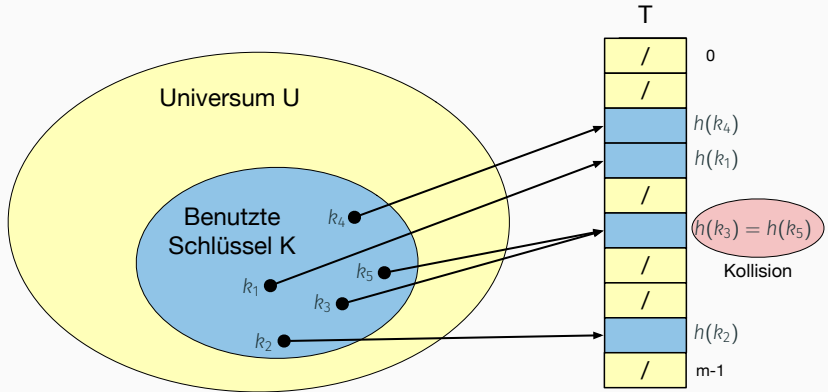 T
/
0
/
Universum U
h(k₄)
h(k₁)
/
Benutzte
Schlüssel K
k₄
h(k₃) = h(k₅)
Kollision
k₅
/
k₁
k₃
/
k₂
h(k₂)
/
m-1